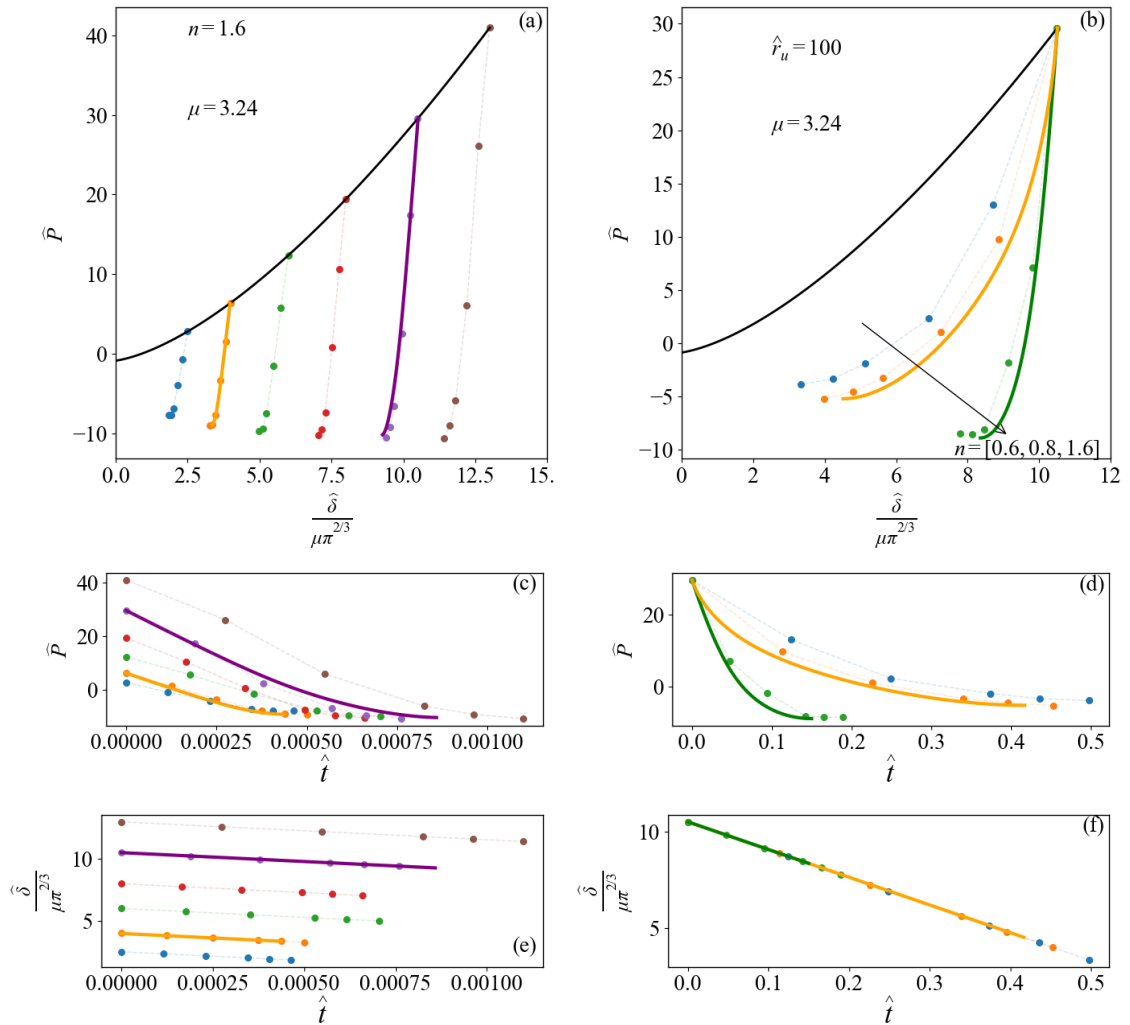 (a)
n = 1.6
μ = 3.24
40
30
20
10
0
−10
P̂
0.0 2.5 5.0 7.5 10.0 12.5 15.
δ̂
μπ^{2/3}
(b)
r̂_u = 100
μ = 3.24
30
25
20
15
10
5
0
−5
−10
P̂
n = [0.6, 0.8, 1.6]
0 2 4 6 8 10 12
δ̂
μπ^{2/3}
(c)
40
20
0
P̂
0.00000 0.00025 0.00050 0.00075 0.00100
t̂
(d)
20
0
P̂
0.0 0.1 0.2 0.3 0.4 0.5
t̂
10
5
δ̂
μπ^{2/3}
(e)
0.00000 0.00025 0.00050 0.00075 0.00100
t̂
(f)
10
5
δ̂
μπ^{2/3}
0.0 0.1 0.2 0.3 0.4 0.5
t̂